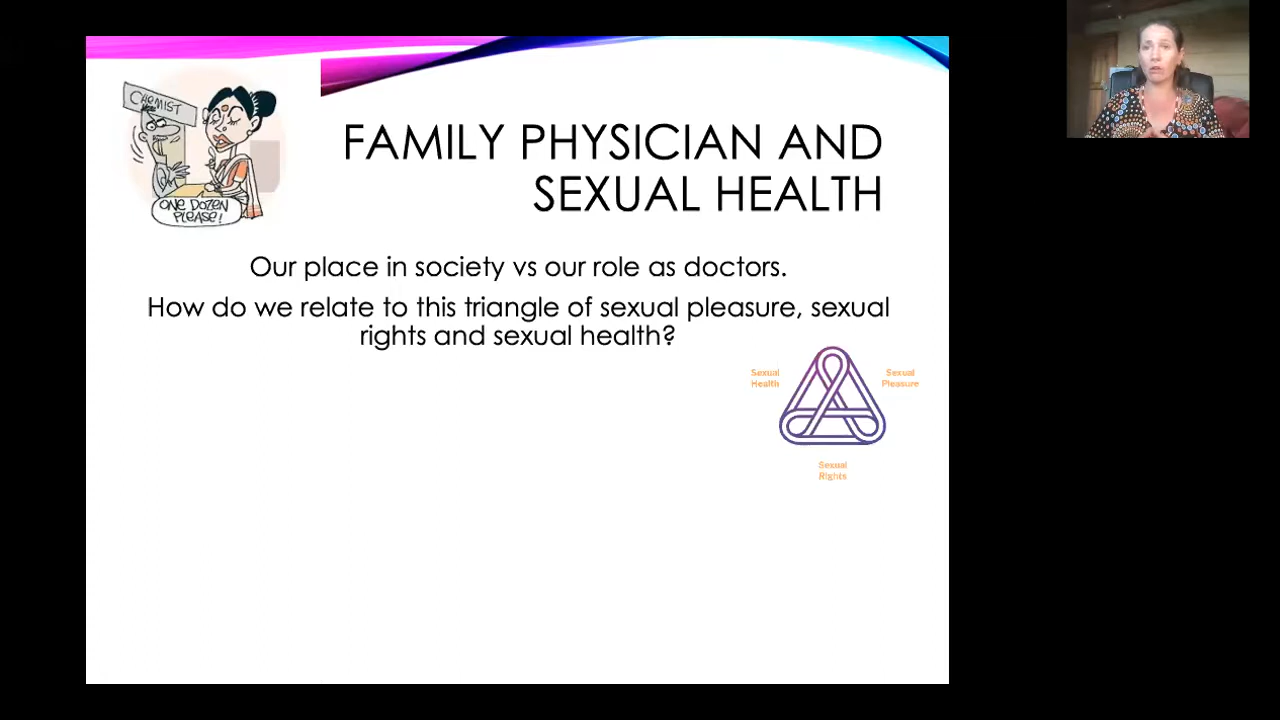 CHEMIST
ONE DOZEN
PLEASE!
FAMILY PHYSICIAN AND
SEXUAL HEALTH
Our place in society vs our role as doctors.
How do we relate to this triangle of sexual pleasure, sexual
rights and sexual health?
Sexual
Health
Sexual
Pleasure
Sexual
Rights